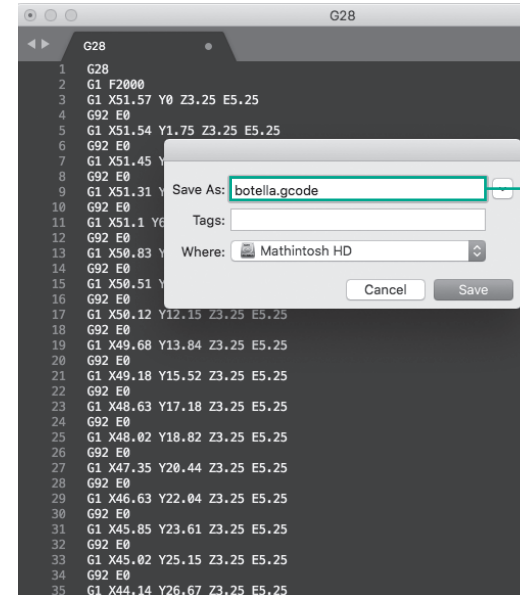 G28
G28
1 G28
2 G1 F2000
3 G1 X51.57 Y0 Z3.25 E5.25
4 G92 E0
5 G1 X51.54 Y1.75 Z3.25 E5.25
6 G92 E0
7 G1 X51.45 Y
8 G92 E0
9 G1 X51.31 Y
10 G92 E0
11 G1 X51.1 Y6
12 G92 E0
13 G1 X50.83 Y
14 G92 E0
15 G1 X50.51 Y
16 G92 E0
17 G1 X50.12 Y12.15 Z3.25 E5.25
18 G92 E0
19 G1 X49.68 Y13.84 Z3.25 E5.25
20 G92 E0
21 G1 X49.18 Y15.52 Z3.25 E5.25
22 G92 E0
23 G1 X48.63 Y17.18 Z3.25 E5.25
24 G92 E0
25 G1 X48.02 Y18.82 Z3.25 E5.25
26 G92 E0
27 G1 X47.35 Y20.44 Z3.25 E5.25
28 G92 E0
29 G1 X46.63 Y22.04 Z3.25 E5.25
30 G92 E0
31 G1 X45.85 Y23.61 Z3.25 E5.25
32 G92 E0
33 G1 X45.02 Y25.15 Z3.25 E5.25
34 G92 E0
35 G1 X44.14 Y26.67 Z3.25 E5.25
Save As: botella.gcode
Tags:
Where: Mathintosh HD
Cancel Save